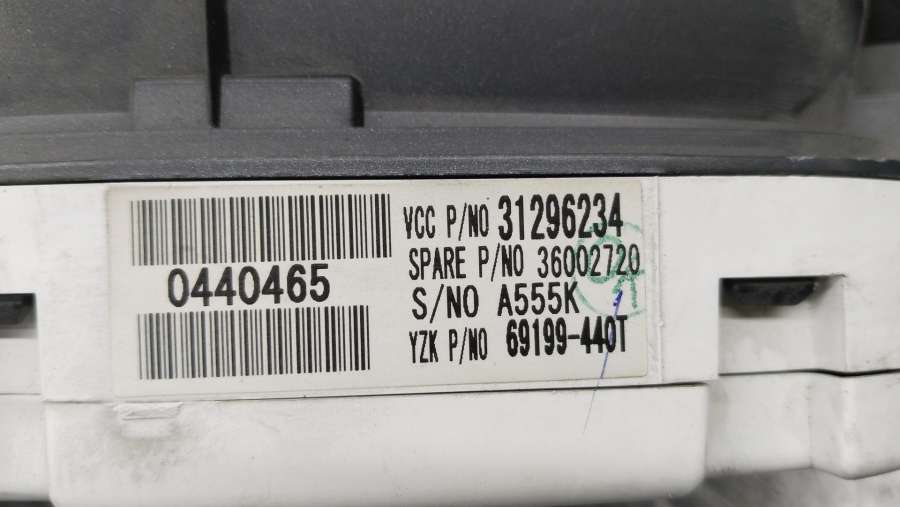 VCC P/NO 31296234
SPARE P/NO 36002720
0440465
S/NO A555K
YZK P/NO 69199-440T